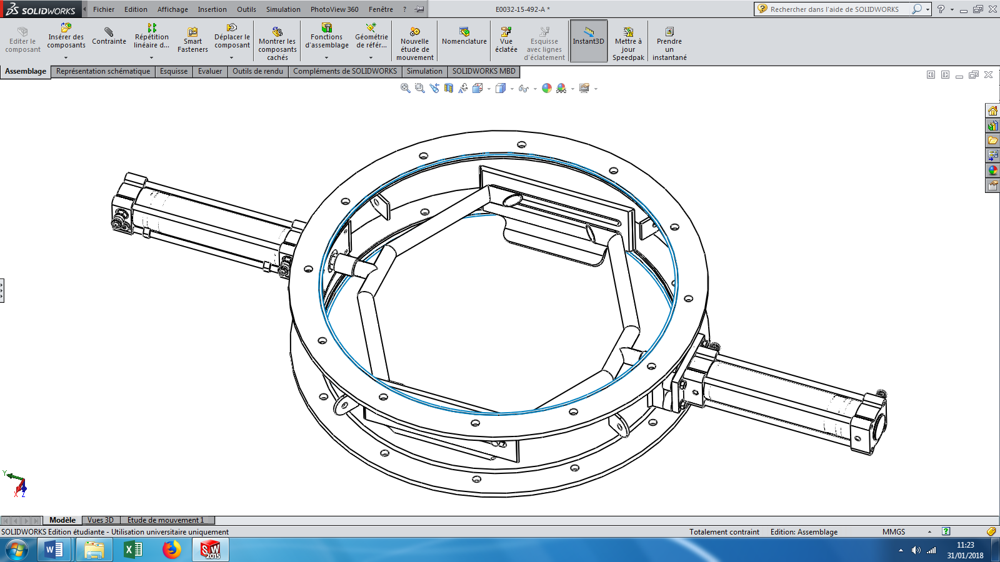 SOLIDWORKS
Fichier Edition Affichage Insertion Outils Simulation PhotoView 360 Fenêtre ?
E0032-15-492-A *
Rechercher dans l'aide de SOLIDWORKS
?
Editer le composant
Insérer des composants
Contrainte
Répétition linéaire d...
Smart Fasteners
Déplacer le composant
Montrer les composants cachés
Fonctions d'assemblage
Géométrie de référ...
Nouvelle étude de mouvement
Nomenclature
Vue éclatée
Esquisse avec lignes d'éclatement
Instant3D
Mettre à jour Speedpak
Prendre un instantané
Assemblage Représentation schématique Esquisse Evaluer Outils de rendu Compléments de SOLIDWORKS Simulation SOLIDWORKS MBD
Y
X Z
Modèle Vues 3D Etude de mouvement 1
SOLIDWORKS Edition étudiante - Utilisation universitaire uniquement
Totalement contraint Edition: Assemblage MMGS ?
W
X
SW 2015
11:23
31/01/2018